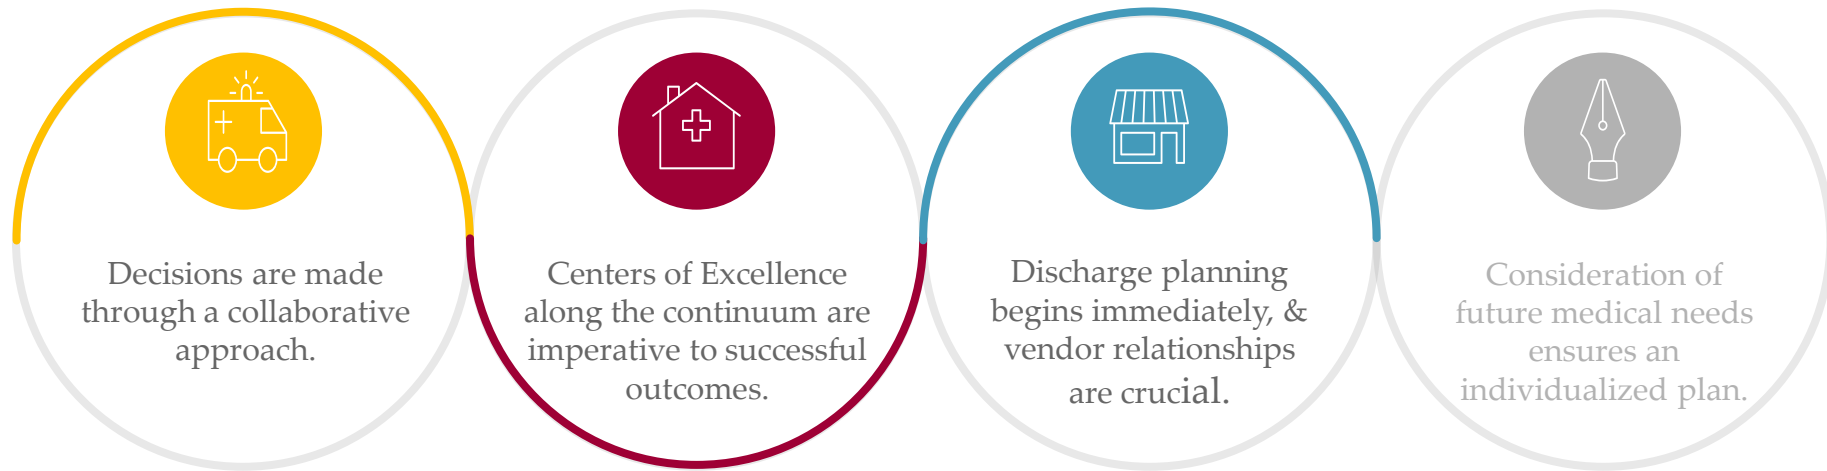 Decisions are made
through a collaborative
approach.
Centers of Excellence
along the continuum are
imperative to successful
outcomes.
Discharge planning
begins immediately, &
vendor relationships
are crucial.
Consideration of
future medical needs
ensures an
individualized plan.